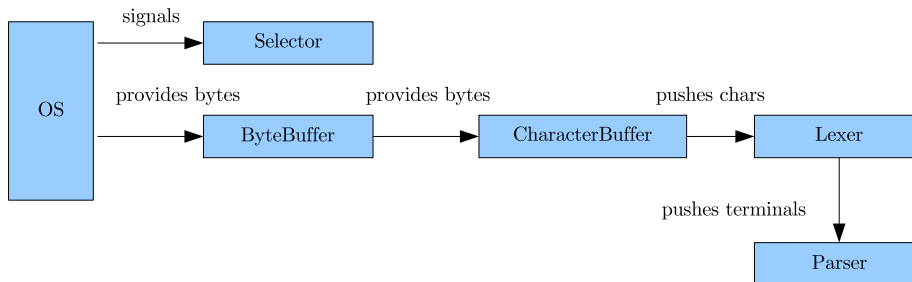 signals
Selector
OS
provides bytes
provides bytes
pushes chars
ByteBuffer
CharacterBuffer
Lexer
pushes terminals
Parser